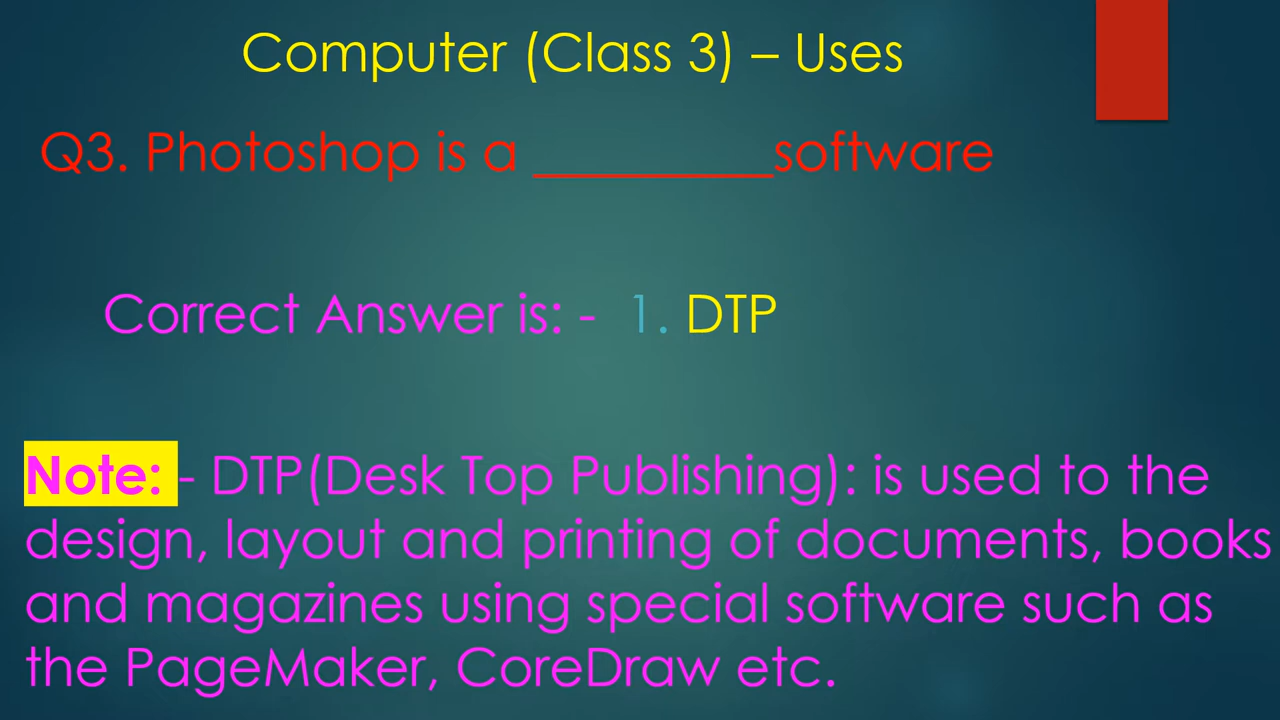 Computer (Class 3) – Uses
Q3. Photoshop is a _________software
Correct Answer is: - 1. DTP
Note: - DTP(Desk Top Publishing): is used to the
design, layout and printing of documents, books
and magazines using special software such as
the PageMaker, CoreDraw etc.